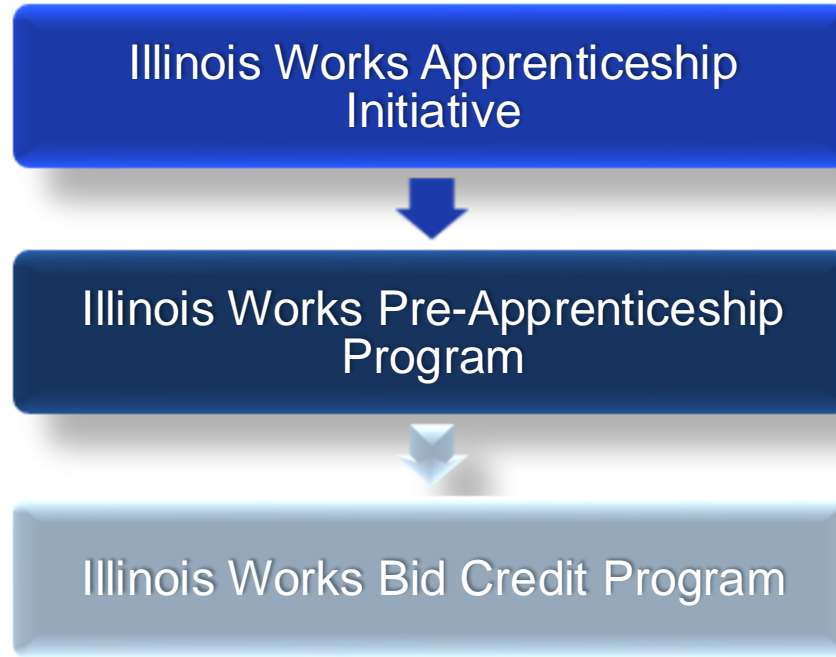 Illinois Works Apprenticeship
Initiative
Illinois Works Pre-Apprenticeship
Program
Illinois Works Bid Credit Program